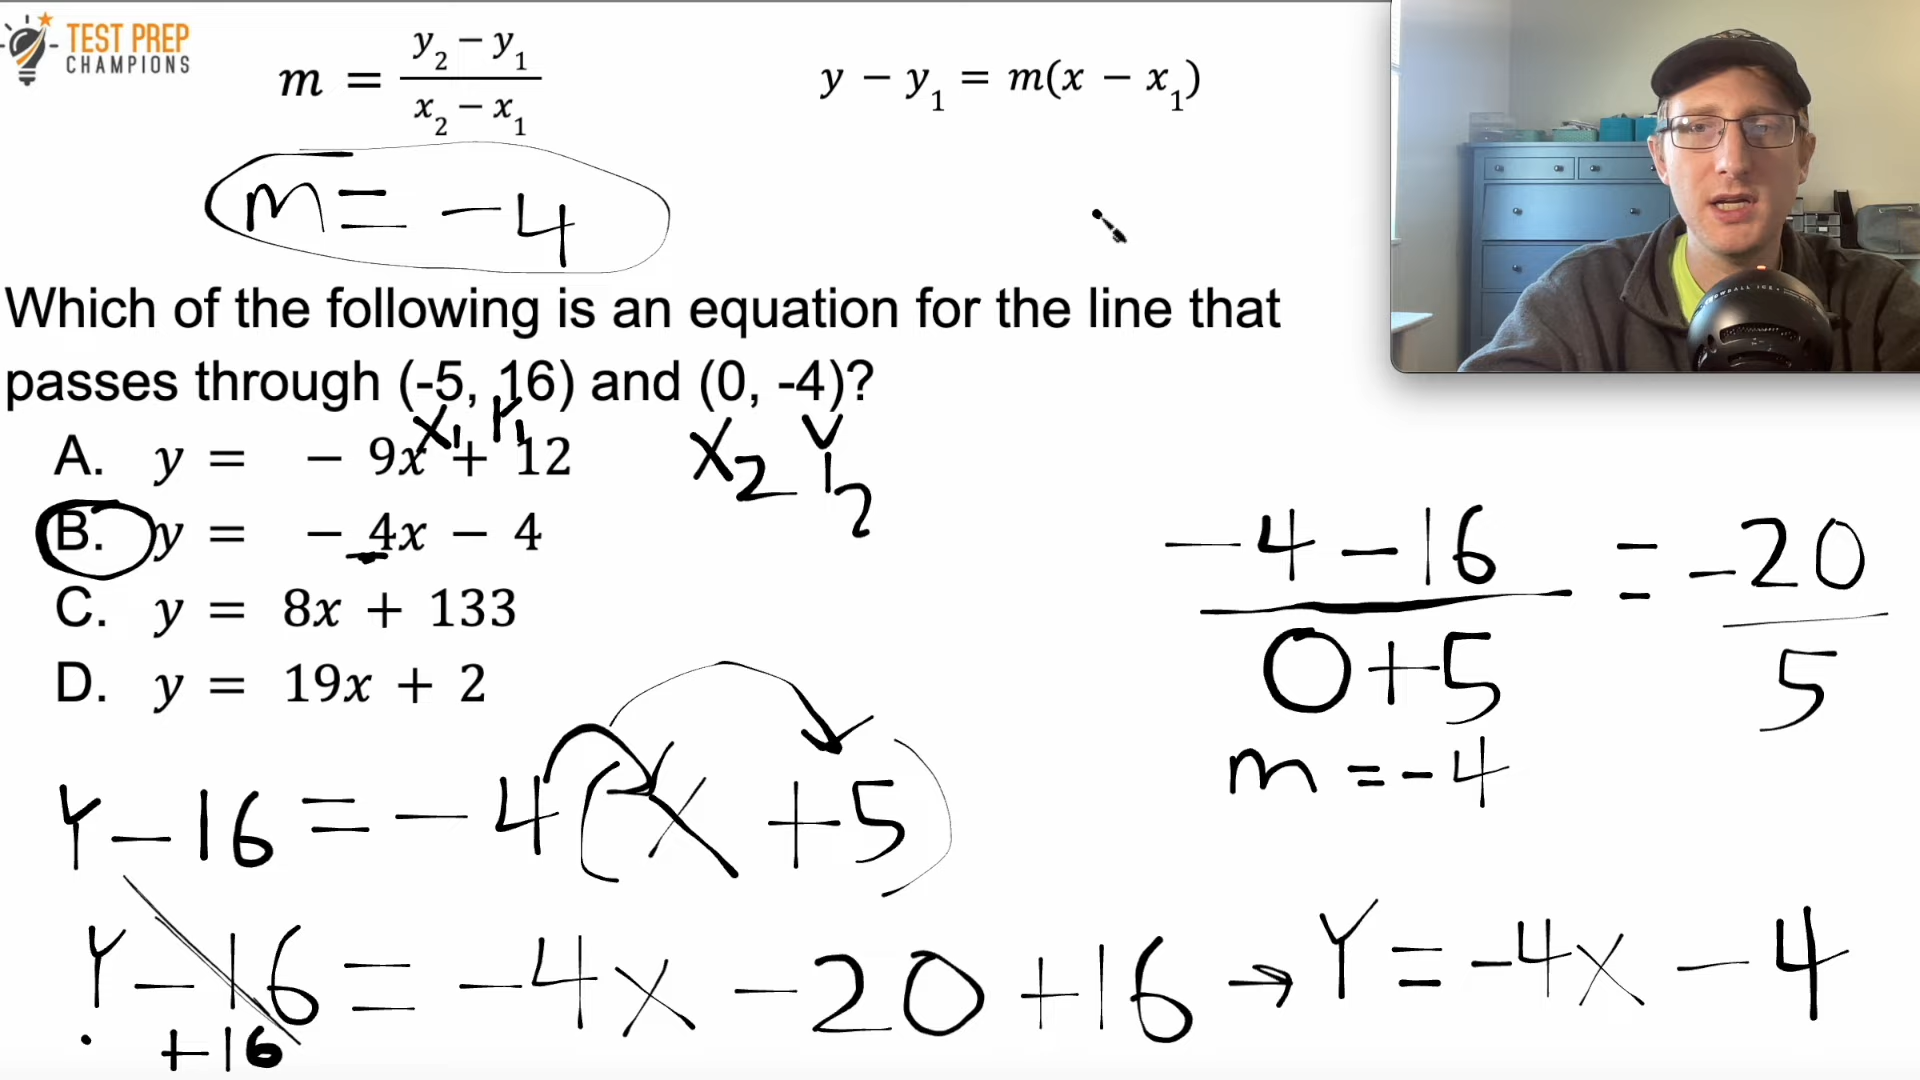 TEST PREP
CHAMPIONS
m = y₂ − y₁ / x₂ − x₁
y − y₁ = m(x − x₁)
m = −4
Which of the following is an equation for the line that
passes through (-5, 16) and (0, -4)?
X₁ Y₁ X₂ Y₂
A. y = − 9x + 12
B. y = − 4x − 4
C. y = 8x + 133
D. y = 19x + 2
−4−16 / 0+5 = −20 / 5
m = −4
Y−16 = −4(x +5)
Y−16 = −4x −20 +16 → Y = −4x − 4
+16